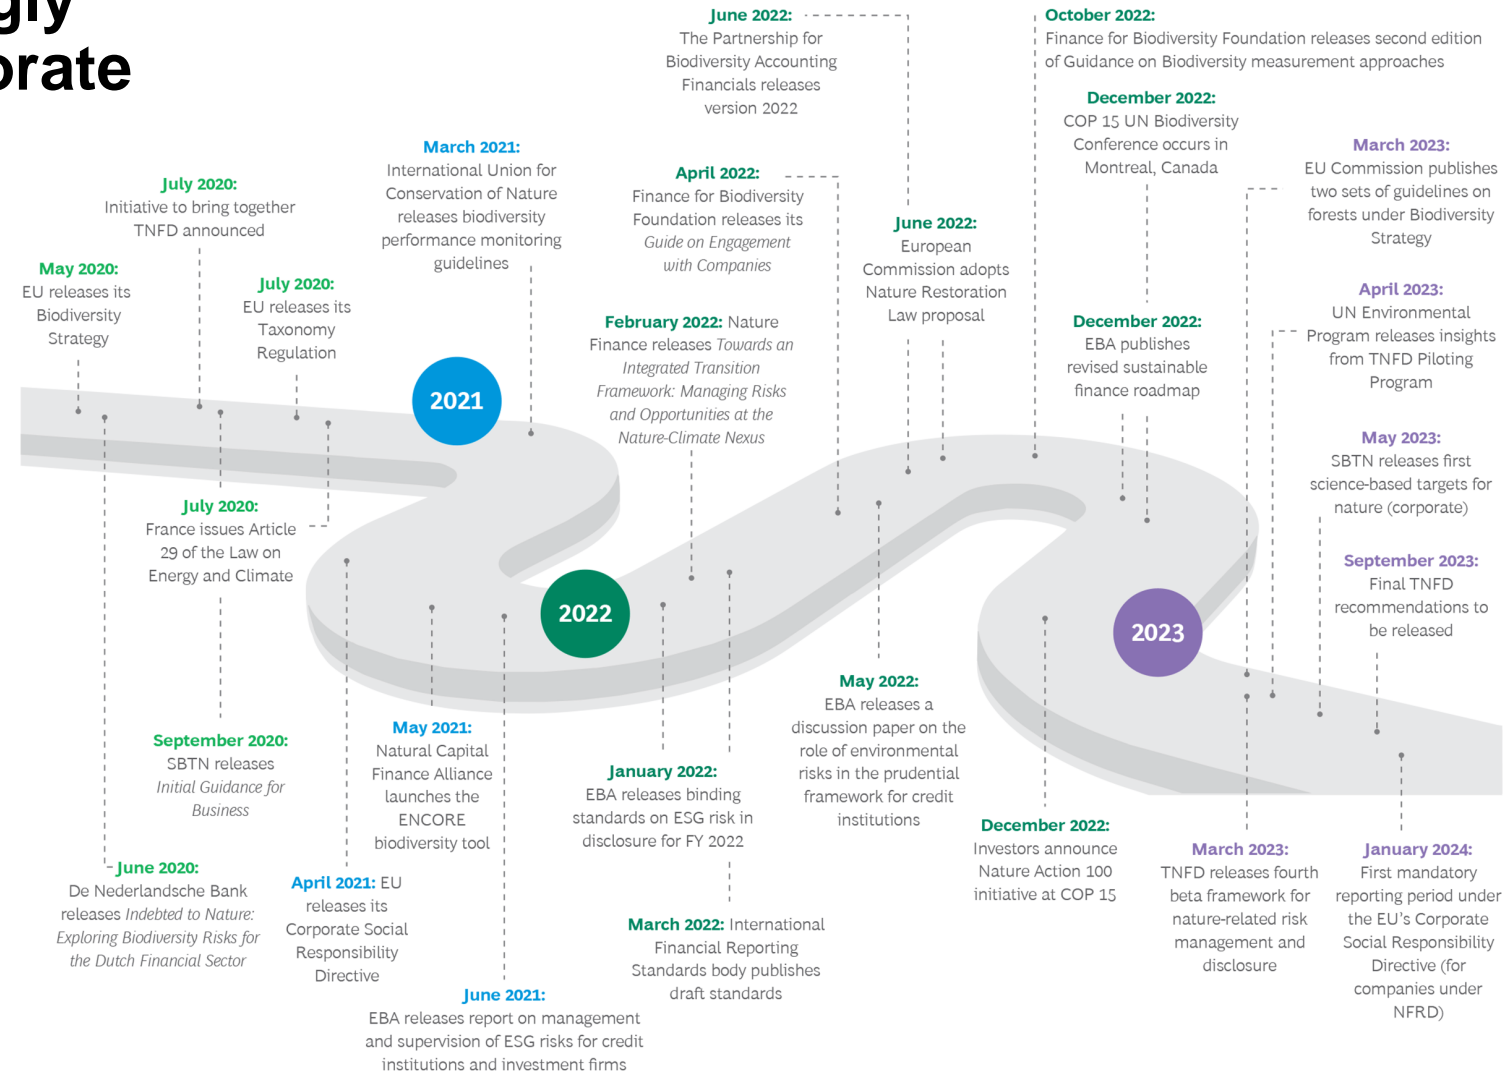 gly
orate
May 2020:
EU releases its
Biodiversity
Strategy
July 2020:
Initiative to bring together
TNFD announced
July 2020:
EU releases its
Taxonomy
Regulation
July 2020:
France issues Article
29 of the Law on
Energy and Climate
September 2020:
SBTN releases
Initial Guidance for
Business
June 2020:
De Nederlandsche Bank
releases Indebted to Nature:
Exploring Biodiversity Risks for
the Dutch Financial Sector
2021
March 2021:
International Union for
Conservation of Nature
releases biodiversity
performance monitoring
guidelines
April 2021: EU
releases its
Corporate Social
Responsibility
Directive
May 2021:
Natural Capital
Finance Alliance
launches the
ENCORE
biodiversity tool
June 2021:
EBA releases report on management
and supervision of ESG risks for credit
institutions and investment firms
2022
January 2022:
EBA releases binding
standards on ESG risk in
disclosure for FY 2022
February 2022: Nature
Finance releases Towards an
Integrated Transition
Framework: Managing Risks
and Opportunities at the
Nature-Climate Nexus
March 2022: International
Financial Reporting
Standards body publishes
draft standards
April 2022:
Finance for Biodiversity
Foundation releases its
Guide on Engagement
with Companies
May 2022:
EBA releases a
discussion paper on the
role of environmental
risks in the prudential
framework for credit
institutions
June 2022:
The Partnership for
Biodiversity Accounting
Financials releases
version 2022
June 2022:
European
Commission adopts
Nature Restoration
Law proposal
October 2022:
Finance for Biodiversity Foundation releases second edition
of Guidance on Biodiversity measurement approaches
December 2022:
COP 15 UN Biodiversity
Conference occurs in
Montreal, Canada
December 2022:
EBA publishes
revised sustainable
finance roadmap
December 2022:
Investors announce
Nature Action 100
initiative at COP 15
2023
March 2023:
EU Commission publishes
two sets of guidelines on
forests under Biodiversity
Strategy
March 2023:
TNFD releases fourth
beta framework for
nature-related risk
management and
disclosure
April 2023:
UN Environmental
Program releases insights
from TNFD Piloting
Program
May 2023:
SBTN releases first
science-based targets for
nature (corporate)
September 2023:
Final TNFD
recommendations to
be released
January 2024:
First mandatory
reporting period under
the EU's Corporate
Social Responsibility
Directive (for
companies under
NFRD)